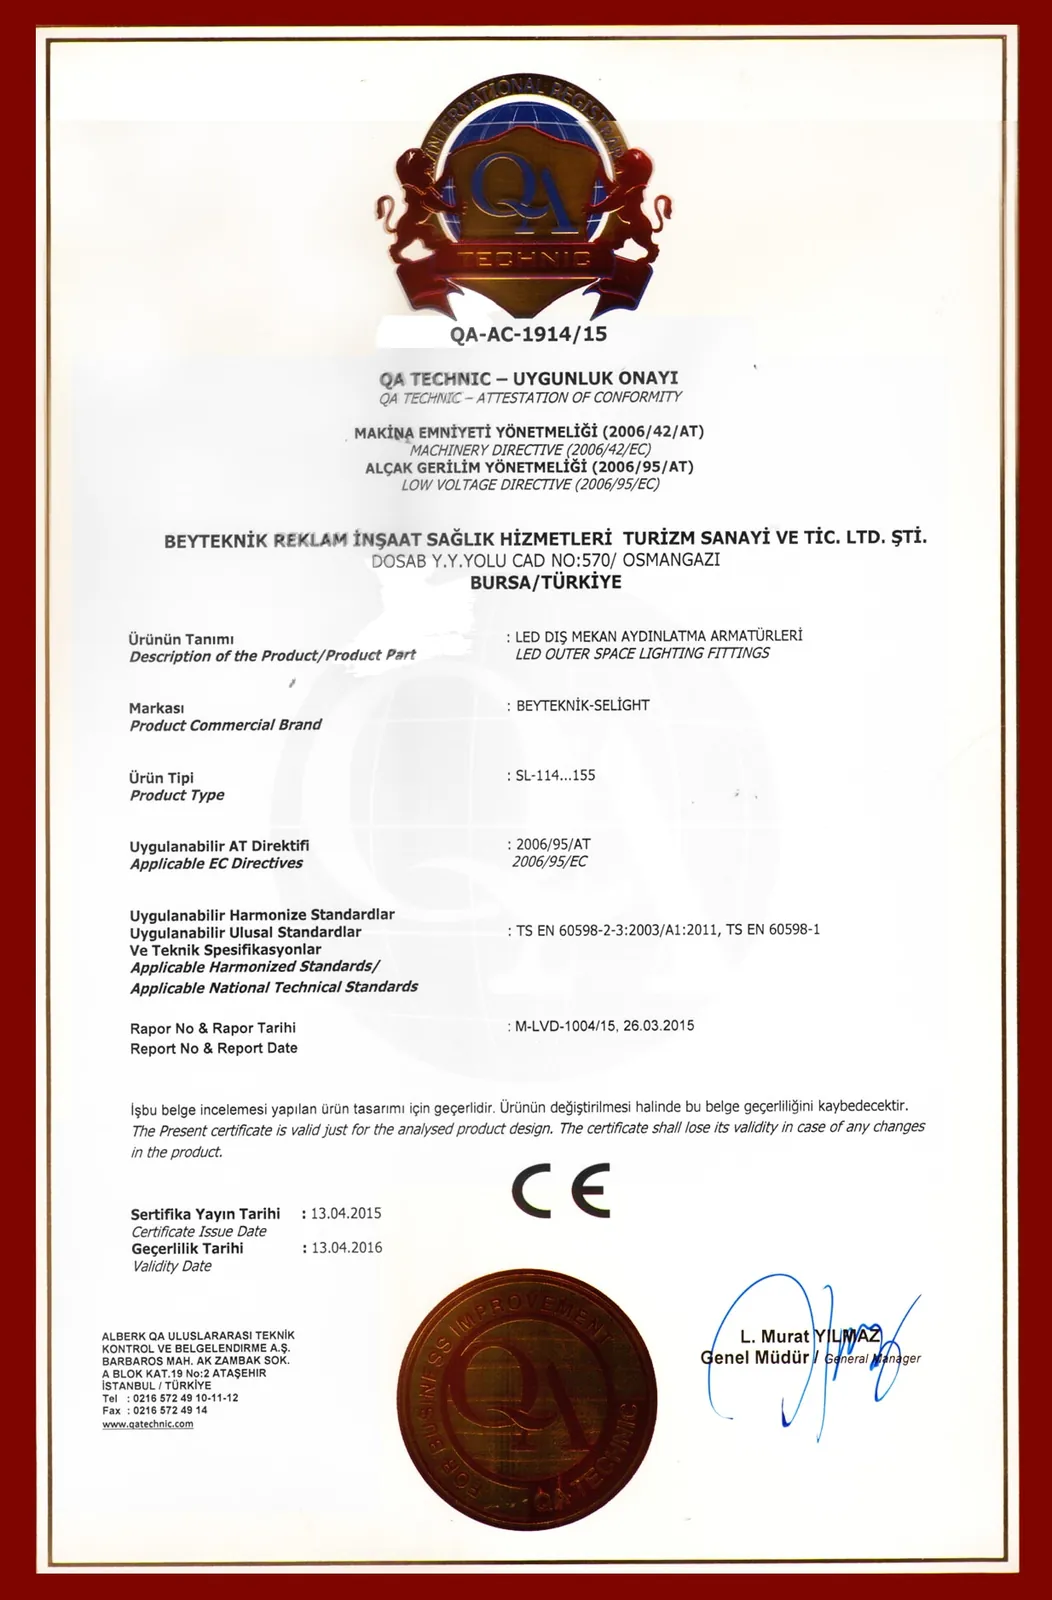 INTERNATIONAL REGISTRAR
QA
TECHNIC
QA-AC-1914/15
QA TECHNIC – UYGUNLUK ONAYI
QA TECHNIC – ATTESTATION OF CONFORMITY
MAKİNA EMNİYETİ YÖNETMELİĞİ (2006/42/AT)
MACHINERY DIRECTIVE (2006/42/EC)
ALÇAK GERİLİM YÖNETMELİĞİ (2006/95/AT)
LOW VOLTAGE DIRECTIVE (2006/95/EC)
BEYTEKNİK REKLAM İNŞAAT SAĞLIK HİZMETLERİ TURİZM SANAYİ VE TİC. LTD. ŞTİ.
DOSAB Y.Y.YOLU CAD NO:570/ OSMANGAZI
BURSA/TÜRKİYE
Ürünün Tanımı : LED DIŞ MEKAN AYDINLATMA ARMATÜRLERİ
Description of the Product/Product Part LED OUTER SPACE LIGHTING FITTINGS
Markası : BEYTEKNİK-SELİGHT
Product Commercial Brand
Ürün Tipi : SL-114...155
Product Type
Uygulanabilir AT Direktifi : 2006/95/AT
Applicable EC Directives 2006/95/EC
Uygulanabilir Harmonize Standardlar
Uygulanabilir Ulusal Standardlar : TS EN 60598-2-3:2003/A1:2011, TS EN 60598-1
Ve Teknik Spesifikasyonlar
Applicable Harmonized Standards/
Applicable National Technical Standards
Rapor No & Rapor Tarihi : M-LVD-1004/15, 26.03.2015
Report No & Report Date
İşbu belge incelemesi yapılan ürün tasarımı için geçerlidir. Ürünün değiştirilmesi halinde bu belge geçerliliğini kaybedecektir.
The Present certificate is valid just for the analysed product design. The certificate shall lose its validity in case of any changes
in the product.
CE
Sertifika Yayın Tarihi : 13.04.2015
Certificate Issue Date
Geçerlilik Tarihi : 13.04.2016
Validity Date
ALBERK QA ULUSLARARASI TEKNİK
KONTROL VE BELGELENDİRME A.Ş.
BARBAROS MAH. AK ZAMBAK SOK.
A BLOK KAT.19 No:2 ATAŞEHIR
İSTANBUL / TÜRKİYE
Tel : 0216 572 49 10-11-12
Fax : 0216 572 49 14
www.qatechnic.com
FOR BUSINESS IMPROVEMENT
QA
QA TECHNIC
L. Murat YILMAZ
Genel Müdür / General Manager